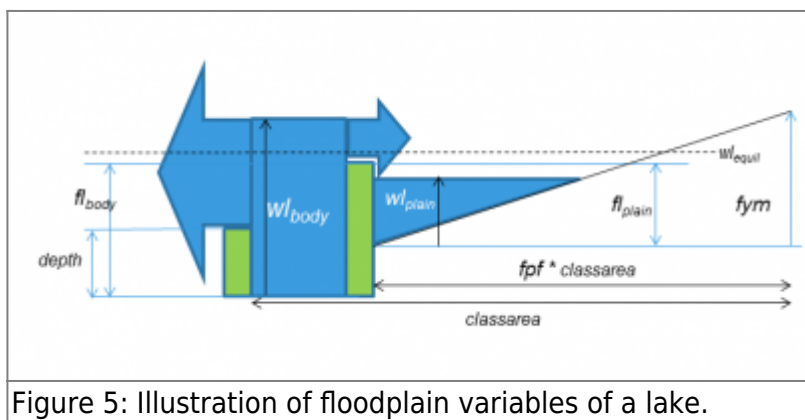 wl_equil
fl_body
wl_body
wl_plain
fl_plain
fym
depth
fpf * classarea
classarea
Figure 5: Illustration of floodplain variables of a lake.